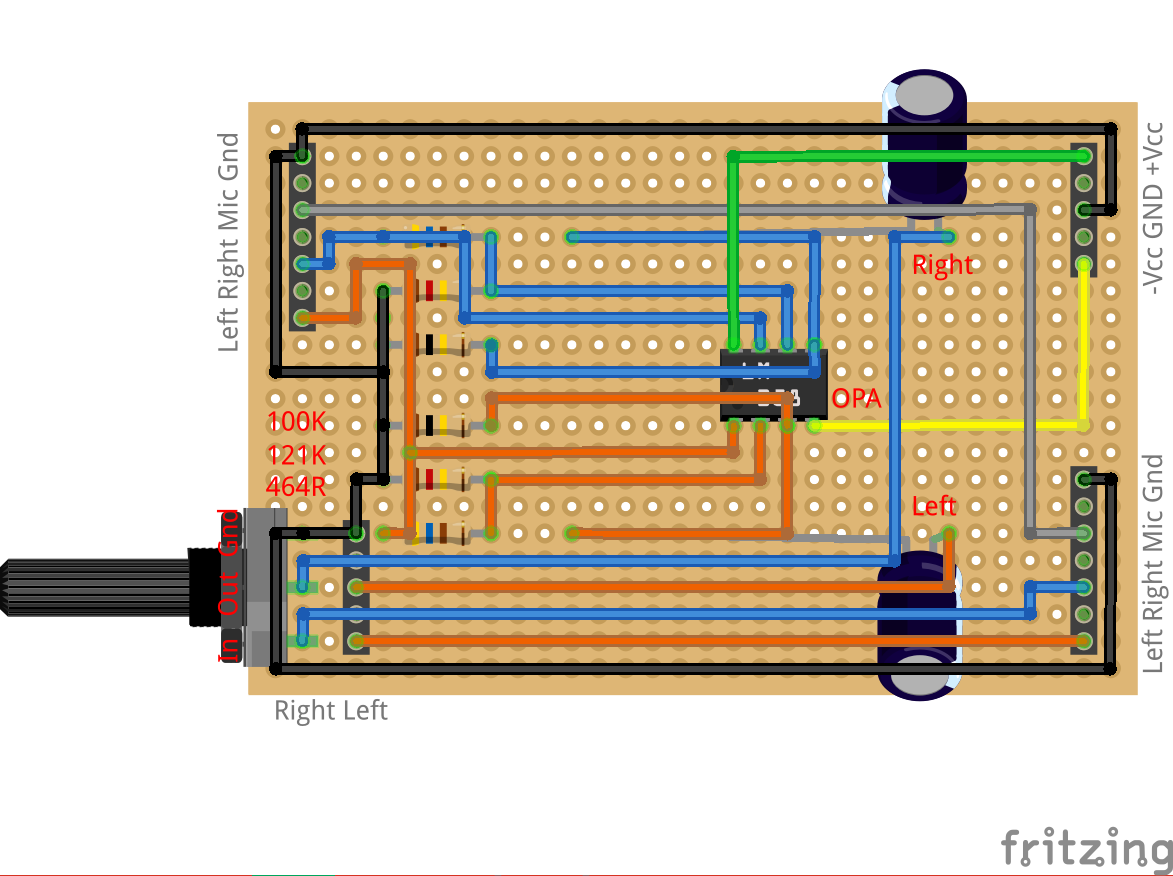 Left Right Mic Gnd
-Vcc GND +Vcc
Right
OPA
100K
121K
464R
Left
In Out Gnd
Left Right Mic Gnd
Right Left
fritzing